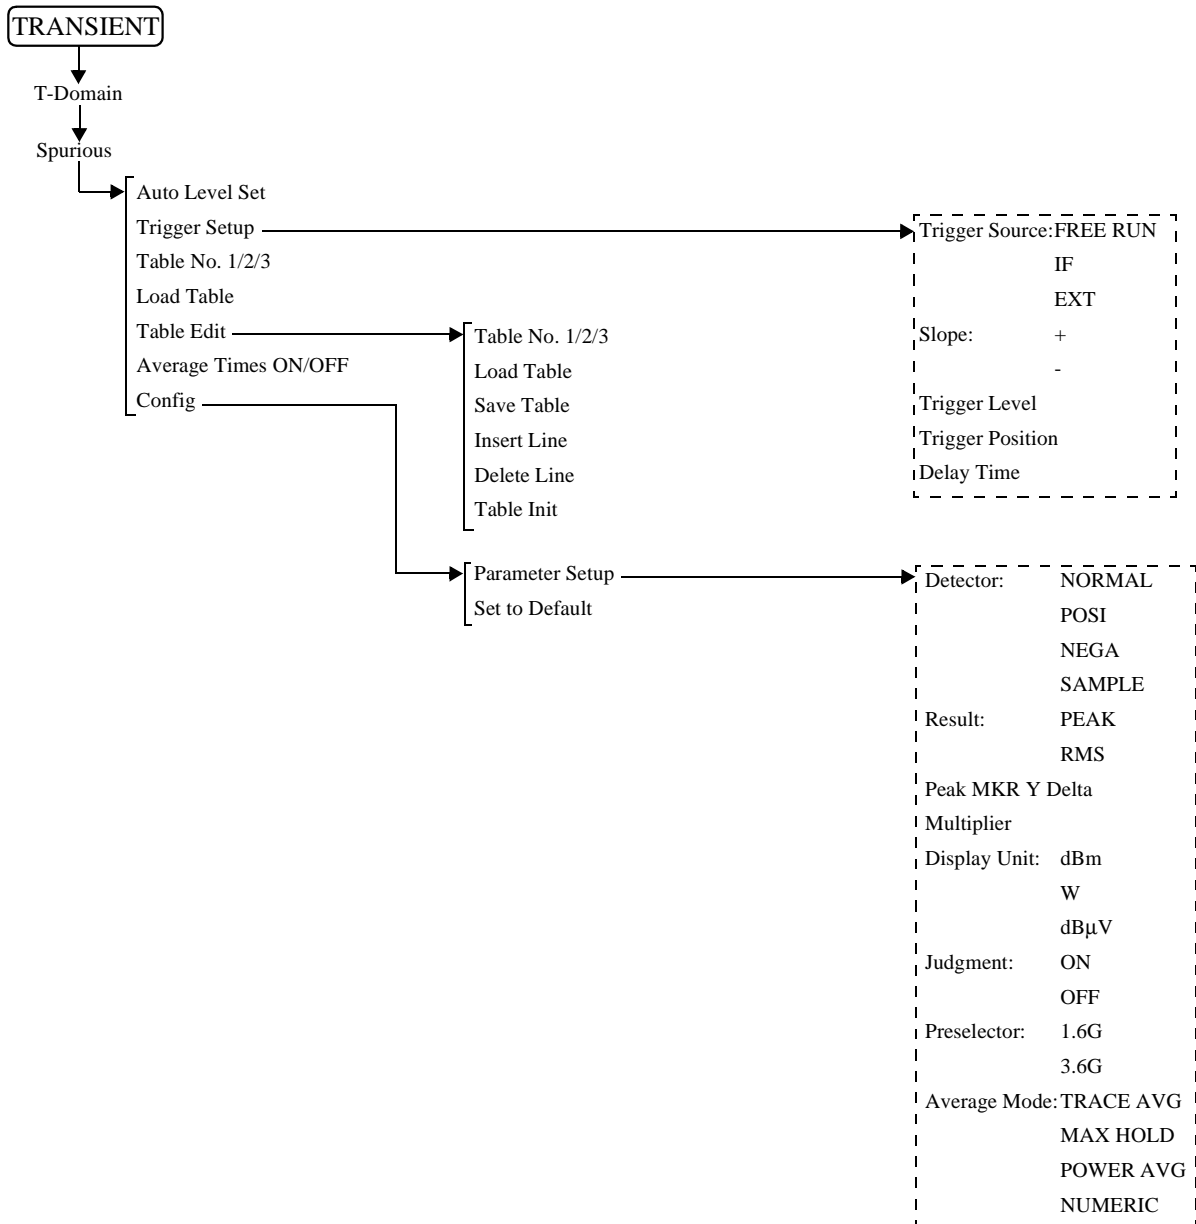 TRANSIENT
T-Domain
Spurious
Auto Level Set
Trigger Setup
Table No. 1/2/3
Load Table
Table Edit
Average Times ON/OFF
Config
Table No. 1/2/3
Load Table
Save Table
Insert Line
Delete Line
Table Init
Parameter Setup
Set to Default
Trigger Source: FREE RUN
IF
EXT
Slope: +
-
Trigger Level
Trigger Position
Delay Time
Detector: NORMAL
POSI
NEGA
SAMPLE
Result: PEAK
RMS
Peak MKR Y Delta
Multiplier
Display Unit: dBm
W
dBµV
Judgment: ON
OFF
Preselector: 1.6G
3.6G
Average Mode: TRACE AVG
MAX HOLD
POWER AVG
NUMERIC